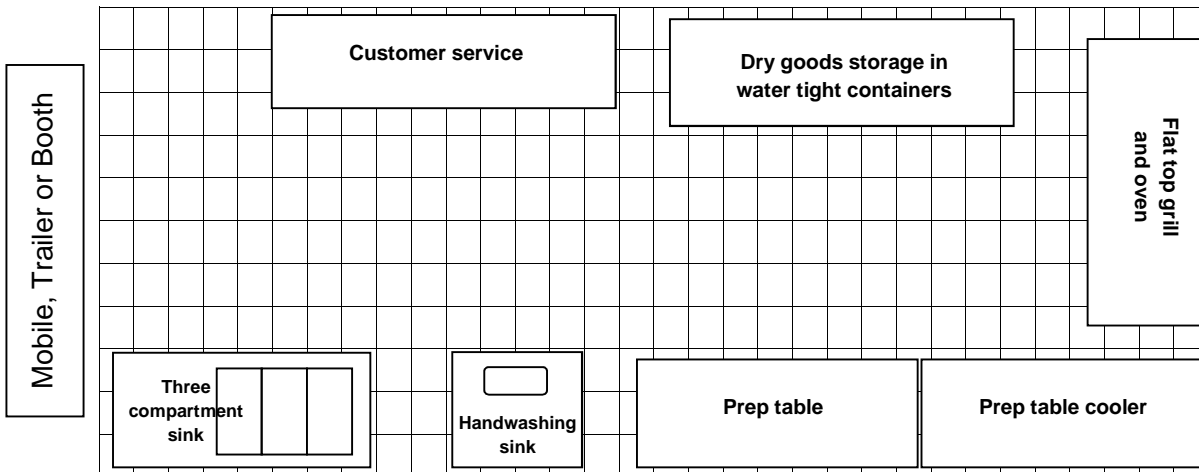 Mobile, Trailer or Booth
Customer service
Dry goods storage in
water tight containers
Flat top grill
and oven
Three
compartment
sink
Handwashing
sink
Prep table
Prep table cooler